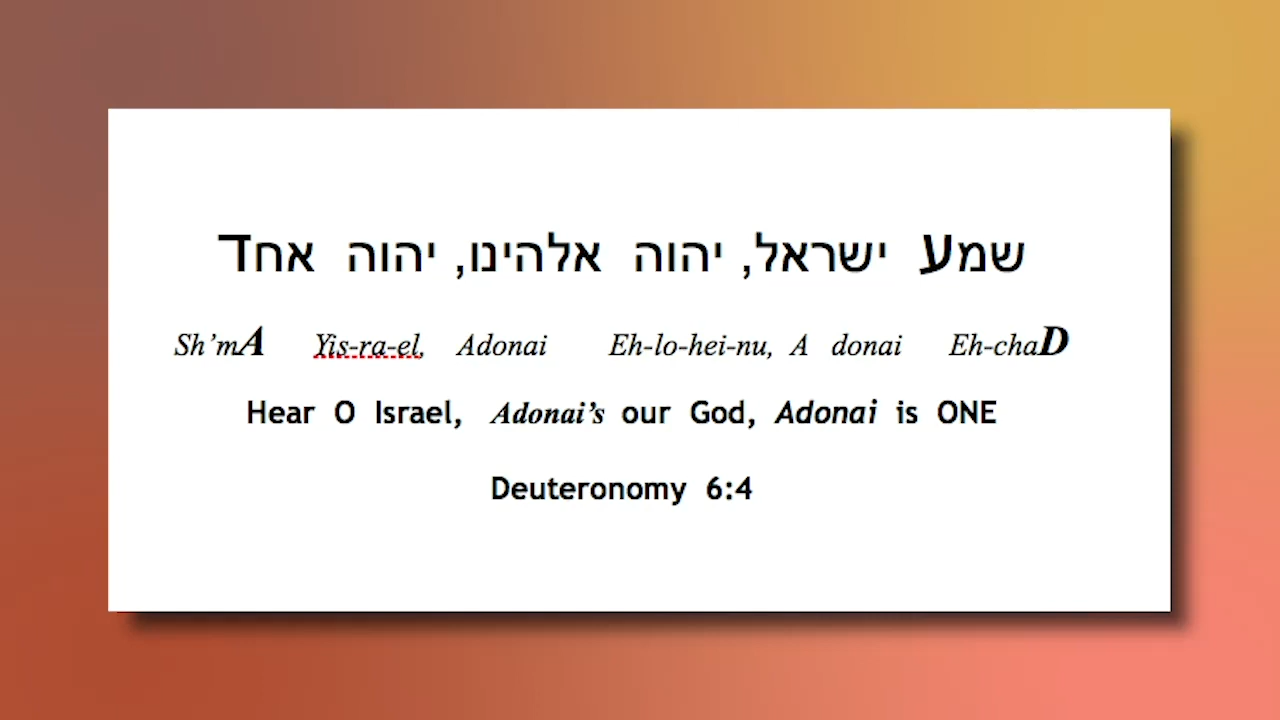 שמע ישראל, יהוה אלהינו, יהוה אחד
Sh’mA Yis-ra-el, Adonai Eh-lo-hei-nu, A donai Eh-chaD
Hear O Israel, Adonai’s our God, Adonai is ONE
Deuteronomy 6:4